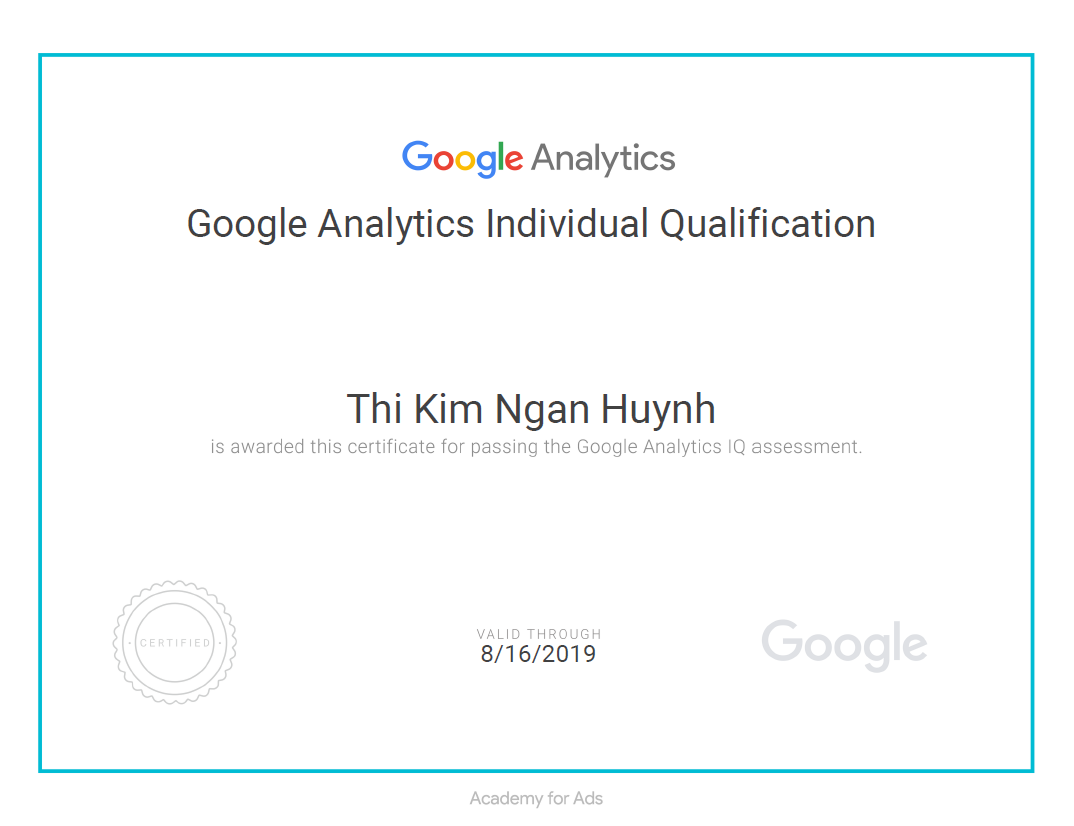 Google Analytics
Google Analytics Individual Qualification
Thi Kim Ngan Huynh
is awarded this certificate for passing the Google Analytics IQ assessment.
· CERTIFIED ·
VALID THROUGH
8/16/2019
Google
Academy for Ads